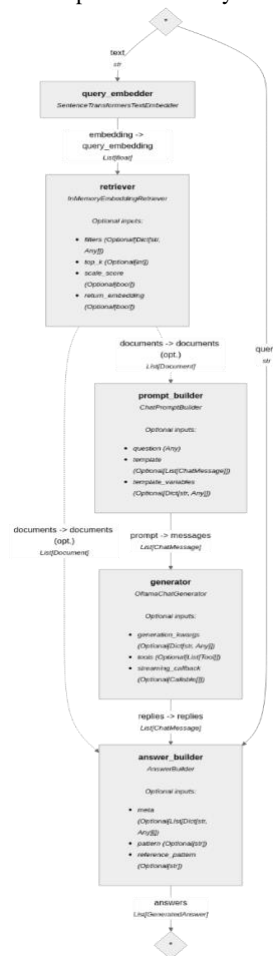 *
text
str
query_embedder
SentenceTransformersTextEmbedder
embedding ->
query_embedding
List[float]
retriever
InMemoryEmbeddingRetriever
Optional inputs:
• filters (Optional[Dict[str,
Any]])
• top_k (Optional[int])
• scale_score
(Optional[bool])
• return_embedding
(Optional[bool])
documents -> documents
(opt.)
List[Document]
query
str
prompt_builder
ChatPromptBuilder
Optional inputs:
• question (Any)
• template
(Optional[List[ChatMessage]])
• template_variables
(Optional[Dict[str, Any]])
documents -> documents
(opt.)
List[Document]
prompt -> messages
List[ChatMessage]
generator
OllamaChatGenerator
Optional inputs:
• generation_kwargs
(Optional[Dict[str, Any]])
• tools (Optional[List[Tool]])
• streaming_callback
(Optional[Callable[]])
replies -> replies
List[ChatMessage]
answer_builder
AnswerBuilder
Optional inputs:
• meta
(Optional[List[Dict[str,
Any]]])
• pattern (Optional[str])
• reference_pattern
(Optional[str])
answers
List[GeneratedAnswer]
*